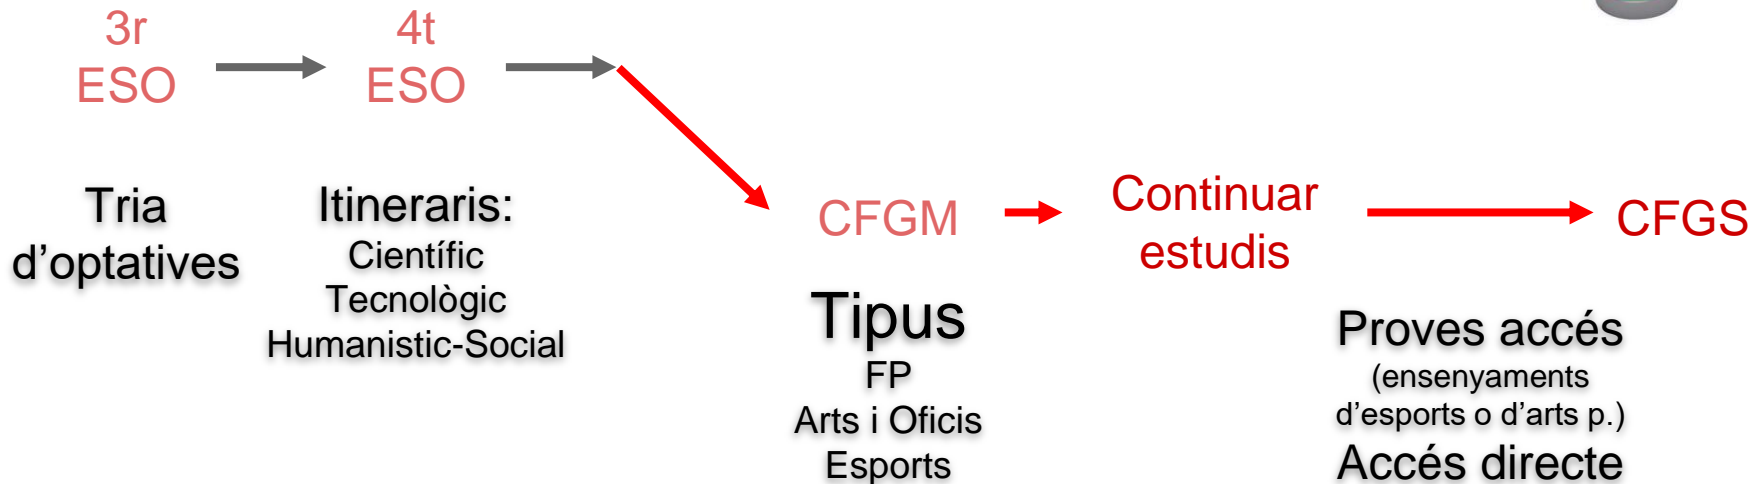 3r
ESO
4t
ESO
Tria
d’optatives
Itineraris:
Científic
Tecnològic
Humanistic-Social
CFGM
Tipus
FP
Arts i Oficis
Esports
Continuar
estudis
CFGS
Proves accés
(ensenyaments
d’esports o d’arts p.)
Accés directe